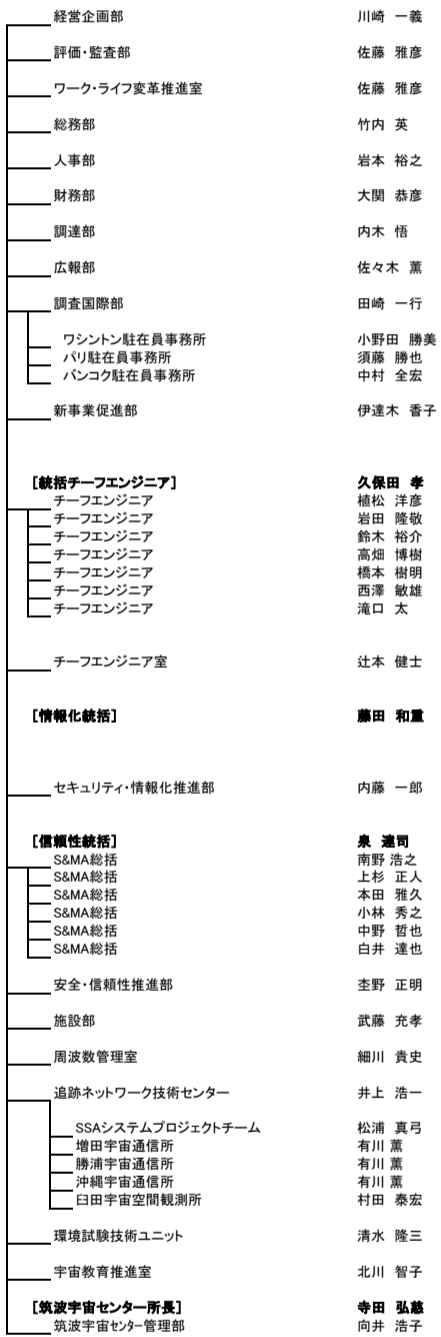 経営企画部 川崎 一義
評価・監査部 佐藤 雅彦
ワーク・ライフ変革推進室 佐藤 雅彦
総務部 竹内 英
人事部 岩本 裕之
財務部 大関 恭彦
調達部 内木 悟
広報部 佐々木 薫
調査国際部 田崎 一行
ワシントン駐在員事務所 小野田 勝美
パリ駐在員事務所 須藤 勝也
バンコク駐在員事務所 中村 全宏
新事業促進部 伊達木 香子
[統括チーフエンジニア] 久保田 孝
チーフエンジニア 植松 洋彦
チーフエンジニア 岩田 隆敬
チーフエンジニア 鈴木 裕介
チーフエンジニア 高畑 博樹
チーフエンジニア 橋本 樹明
チーフエンジニア 西澤 敏雄
チーフエンジニア 滝口 太
チーフエンジニア室 辻本 健士
[情報化統括] 藤田 和重
セキュリティ・情報化推進部 内藤 一郎
[信頼性統括] 泉 達司
S&MA総括 南野 浩之
S&MA総括 上杉 正人
S&MA総括 本田 雅久
S&MA総括 小林 秀之
S&MA総括 中野 哲也
S&MA総括 白井 達也
安全・信頼性推進部 杢野 正明
施設部 武藤 充孝
周波数管理室 細川 貴史
追跡ネットワーク技術センター 井上 浩一
SSAシステムプロジェクトチーム 松浦 真弓
増田宇宙通信所 有川 薫
勝浦宇宙通信所 有川 薫
沖縄宇宙通信所 有川 薫
臼田宇宙空間観測所 村田 泰宏
環境試験技術ユニット 清水 隆三
宇宙教育推進室 北川 智子
[筑波宇宙センター所長] 寺田 弘慈
筑波宇宙センター管理部 向井 浩子